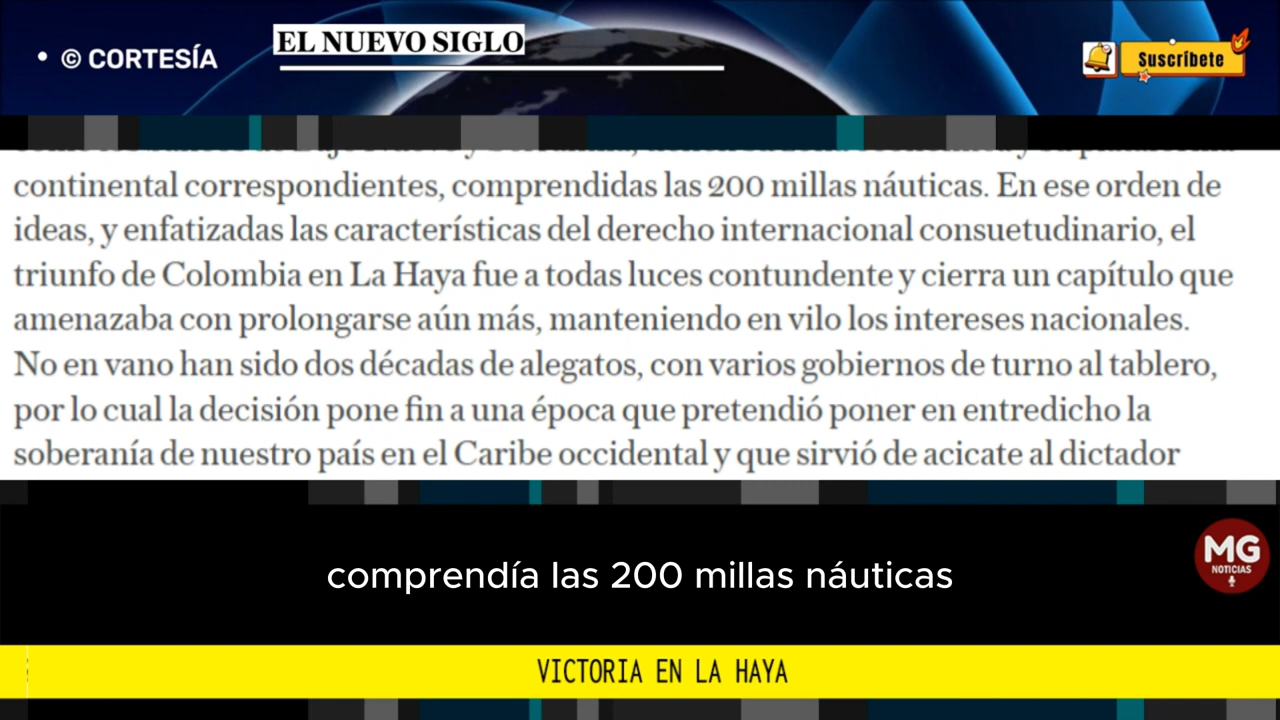 • © CORTESÍA
EL NUEVO SIGLO
Suscríbete
continental correspondientes, comprendidas las 200 millas náuticas. En ese orden de
ideas, y enfatizadas las características del derecho internacional consuetudinario, el
triunfo de Colombia en La Haya fue a todas luces contundente y cierra un capítulo que
amenazaba con prolongarse aún más, manteniendo en vilo los intereses nacionales.
No en vano han sido dos décadas de alegatos, con varios gobiernos de turno al tablero,
por lo cual la decisión pone fin a una época que pretendió poner en entredicho la
soberanía de nuestro país en el Caribe occidental y que sirvió de acicate al dictador
MG
NOTICIAS
comprendía las 200 millas náuticas
VICTORIA EN LA HAYA